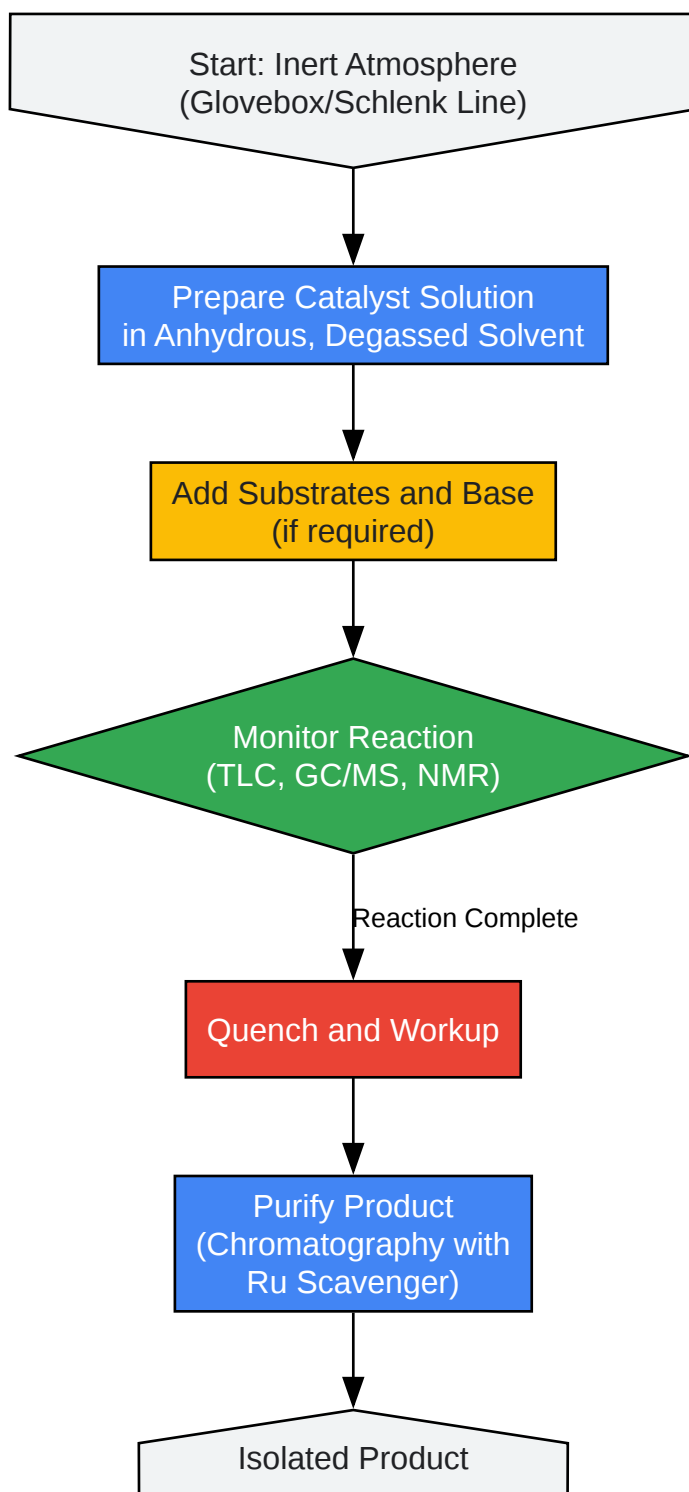 Start: Inert Atmosphere
(Glovebox/Schlenk Line)
Prepare Catalyst Solution
in Anhydrous, Degassed Solvent
Add Substrates and Base
(if required)
Monitor Reaction
(TLC, GC/MS, NMR)
Reaction Complete
Quench and Workup
Purify Product
(Chromatography with
Ru Scavenger)
Isolated Product